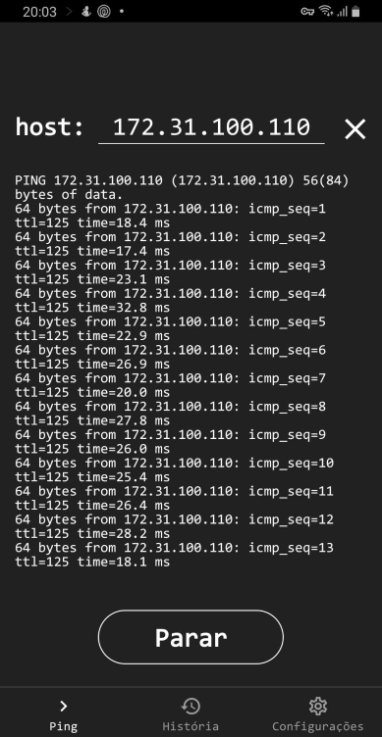 20:03
host: 172.31.100.110
PING 172.31.100.110 (172.31.100.110) 56(84)
bytes of data.
64 bytes from 172.31.100.110: icmp_seq=1
ttl=125 time=18.4 ms
64 bytes from 172.31.100.110: icmp_seq=2
ttl=125 time=17.4 ms
64 bytes from 172.31.100.110: icmp_seq=3
ttl=125 time=23.1 ms
64 bytes from 172.31.100.110: icmp_seq=4
ttl=125 time=32.8 ms
64 bytes from 172.31.100.110: icmp_seq=5
ttl=125 time=22.9 ms
64 bytes from 172.31.100.110: icmp_seq=6
ttl=125 time=26.9 ms
64 bytes from 172.31.100.110: icmp_seq=7
ttl=125 time=20.0 ms
64 bytes from 172.31.100.110: icmp_seq=8
ttl=125 time=27.8 ms
64 bytes from 172.31.100.110: icmp_seq=9
ttl=125 time=26.0 ms
64 bytes from 172.31.100.110: icmp_seq=10
ttl=125 time=25.4 ms
64 bytes from 172.31.100.110: icmp_seq=11
ttl=125 time=26.4 ms
64 bytes from 172.31.100.110: icmp_seq=12
ttl=125 time=28.2 ms
64 bytes from 172.31.100.110: icmp_seq=13
ttl=125 time=18.1 ms
Parar
Ping História Configurações